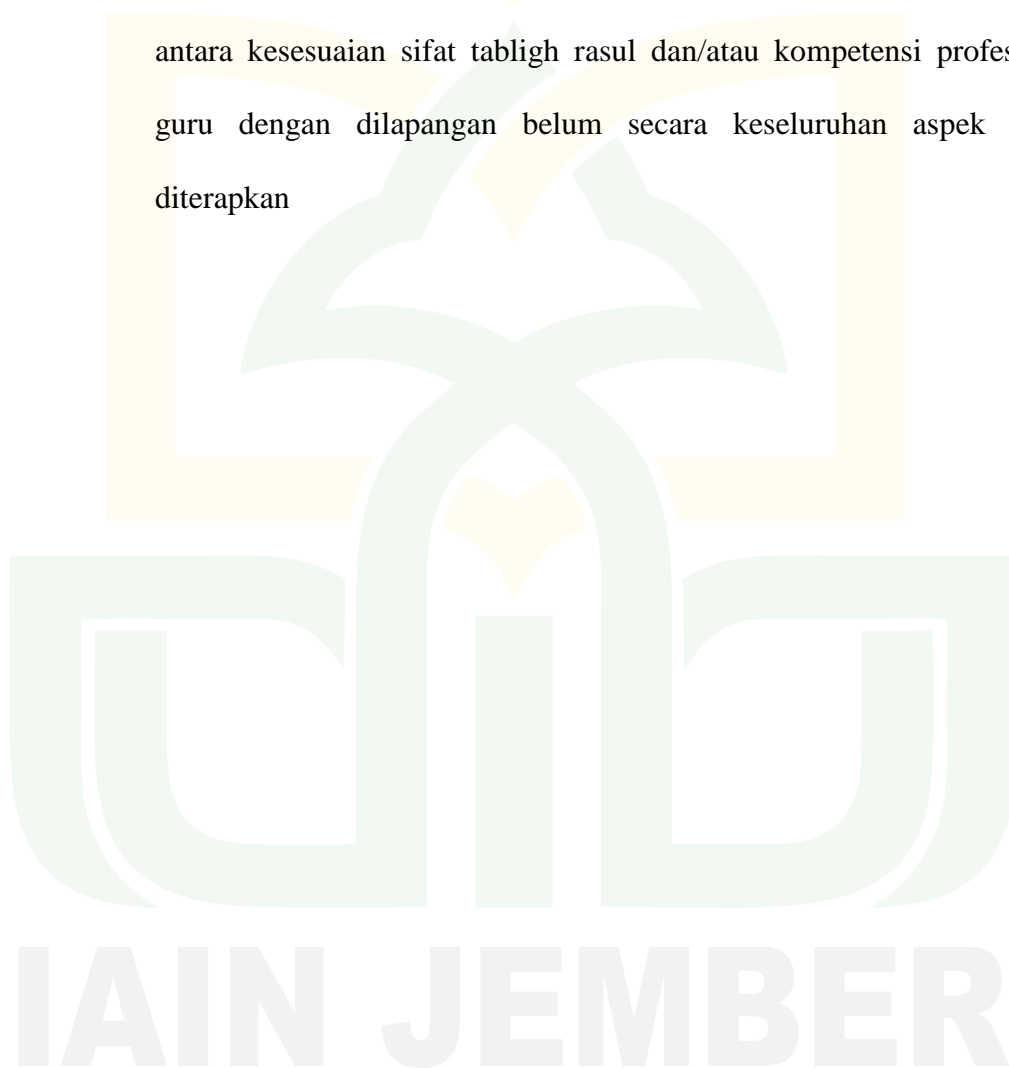 antara kesesuaian sifat tabligh rasul dan/atau kompetensi profes
guru dengan dilapangan belum secara keseluruhan aspek
diterapkan
IAIN JEMBER